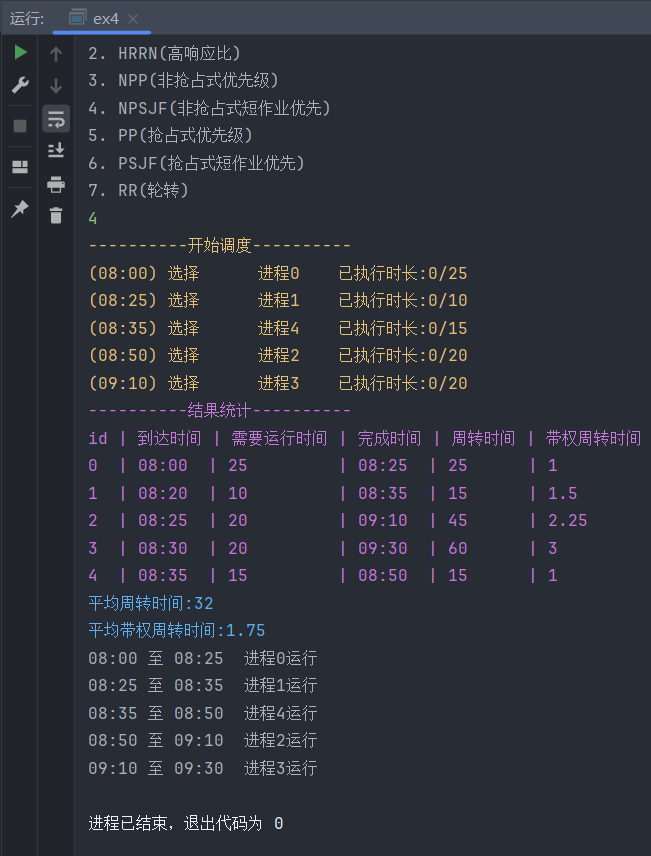 运行: ex4
2. HRRN(高响应比)
3. NPP(非抢占式优先级)
4. NPSJF(非抢占式短作业优先)
5. PP(抢占式优先级)
6. PSJF(抢占式短作业优先)
7. RR(轮转)
4
----------开始调度----------
(08:00) 选择 进程0 已执行时长:0/25
(08:25) 选择 进程1 已执行时长:0/10
(08:35) 选择 进程4 已执行时长:0/15
(08:50) 选择 进程2 已执行时长:0/20
(09:10) 选择 进程3 已执行时长:0/20
----------结果统计----------
id | 到达时间 | 需要运行时间 | 完成时间 | 周转时间 | 带权周转时间
0 | 08:00 | 25 | 08:25 | 25 | 1
1 | 08:20 | 10 | 08:35 | 15 | 1.5
2 | 08:25 | 20 | 09:10 | 45 | 2.25
3 | 08:30 | 20 | 09:30 | 60 | 3
4 | 08:35 | 15 | 08:50 | 15 | 1
平均周转时间:32
平均带权周转时间:1.75
08:00 至 08:25 进程0运行
08:25 至 08:35 进程1运行
08:35 至 08:50 进程4运行
08:50 至 09:10 进程2运行
09:10 至 09:30 进程3运行
进程已结束，退出代码为 0